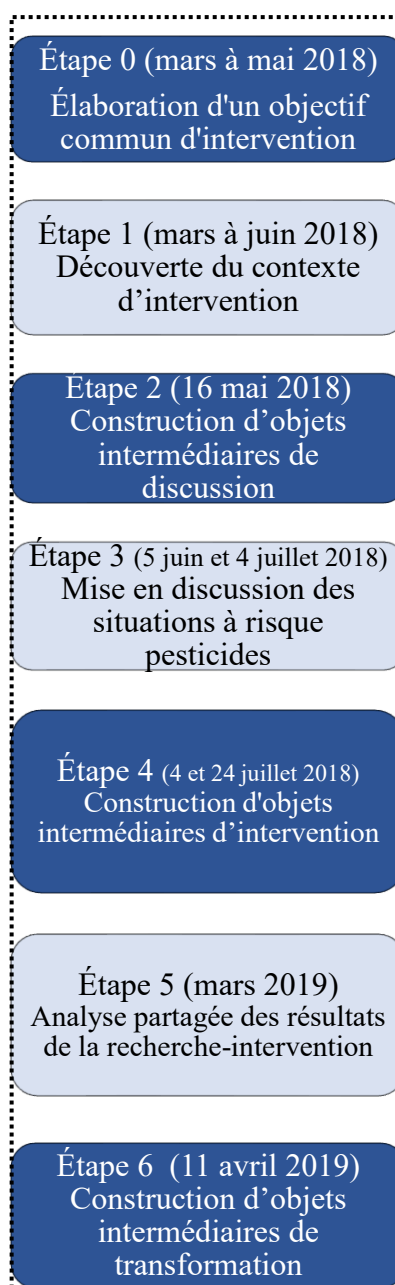 Étape 0 (mars à mai 2018)
Élaboration d'un objectif
commun d'intervention
Étape 1 (mars à juin 2018)
Découverte du contexte
d’intervention
Étape 2 (16 mai 2018)
Construction d’objets
intermédiaires de
discussion
Étape 3 (5 juin et 4 juillet 2018)
Mise en discussion des
situations à risque
pesticides
Étape 4 (4 et 24 juillet 2018)
Construction d'objets
intermédiaires d’intervention
Étape 5 (mars 2019)
Analyse partagée des résultats
de la recherche-intervention
Étape 6 (11 avril 2019)
Construction d’objets
intermédiaires de
transformation